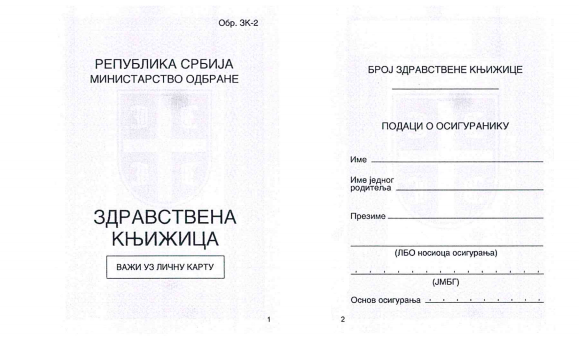 Обр. ЗК-2
РЕПУБЛИКА СРБИЈА
МИНИСТАРСТВО ОДБРАНЕ
ЗДРАВСТВЕНА
КЊИЖИЦА
ВАЖИ УЗ ЛИЧНУ КАРТУ
1
БРОЈ ЗДРАВСТВЕНЕ КЊИЖИЦЕ
ПОДАЦИ О ОСИГУРАНИКУ
Име
Име једног
родитеља
Презиме
(ЛБО носиоца осигурања)
(ЈМБГ)
Основ осигурања
2